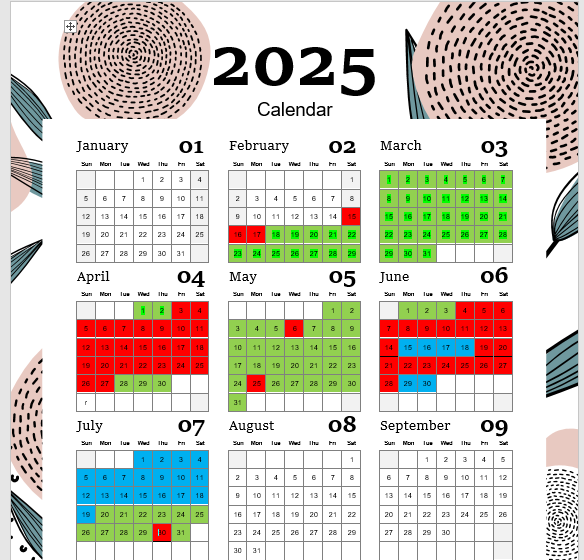 2025
Calendar
January 01
Sun Mon Tue Wed Thu Fri Sat
1 2 3 4
5 6 7 8 9 10 11
12 13 14 15 16 17 18
19 20 21 22 23 24 25
26 27 28 29 30 31
February 02
Sun Mon Tue Wed Thu Fri Sat
1
2 3 4 5 6 7 8
9 10 11 12 13 14 15
16 17 18 19 20 21 22
23 24 25 26 27 28
March 03
Sun Mon Tue Wed Thu Fri Sat
1 2 3 4 5 6 7
8 9 10 11 12 13 14
15 16 17 18 19 20 21
22 23 24 25 26 27 28
29 30 31
April 04
Sun Mon Tue Wed Thu Fri Sat
1 2 3 4
5 6 7 8 9 10 11
12 13 14 15 16 17 18
19 20 21 22 23 24 25
26 27 28 29 30
r
May 05
Sun Mon Tue Wed Thu Fri Sat
1 2
3 4 5 6 7 8 9
10 11 12 13 14 15 16
17 18 19 20 21 22 23
24 25 26 27 28 29 30
31
June 06
Sun Mon Tue Wed Thu Fri Sat
1 2 3 4 5 6
7 8 9 10 11 12 13
14 15 16 17 18 19 20
21 22 23 24 25 26 27
28 29 30
July 07
Sun Mon Tue Wed Thu Fri Sat
1 2 3 4
5 6 7 8 9 10 11
12 13 14 15 16 17 18
19 20 21 22 23 24 25
26 27 28 29 30 31
August 08
Sun Mon Tue Wed Thu Fri Sat
1
2 3 4 5 6 7 8
9 10 11 12 13 14 15
16 17 18 19 20 21 22
23 24 25 26 27 28 29
30 31
September 09
Sun Mon Tue Wed Thu Fri Sat
1 2 3 4 5
6 7 8 9 10 11 12
13 14 15 16 17 18 19
20 21 22 23 24 25 26
27 28 29 30